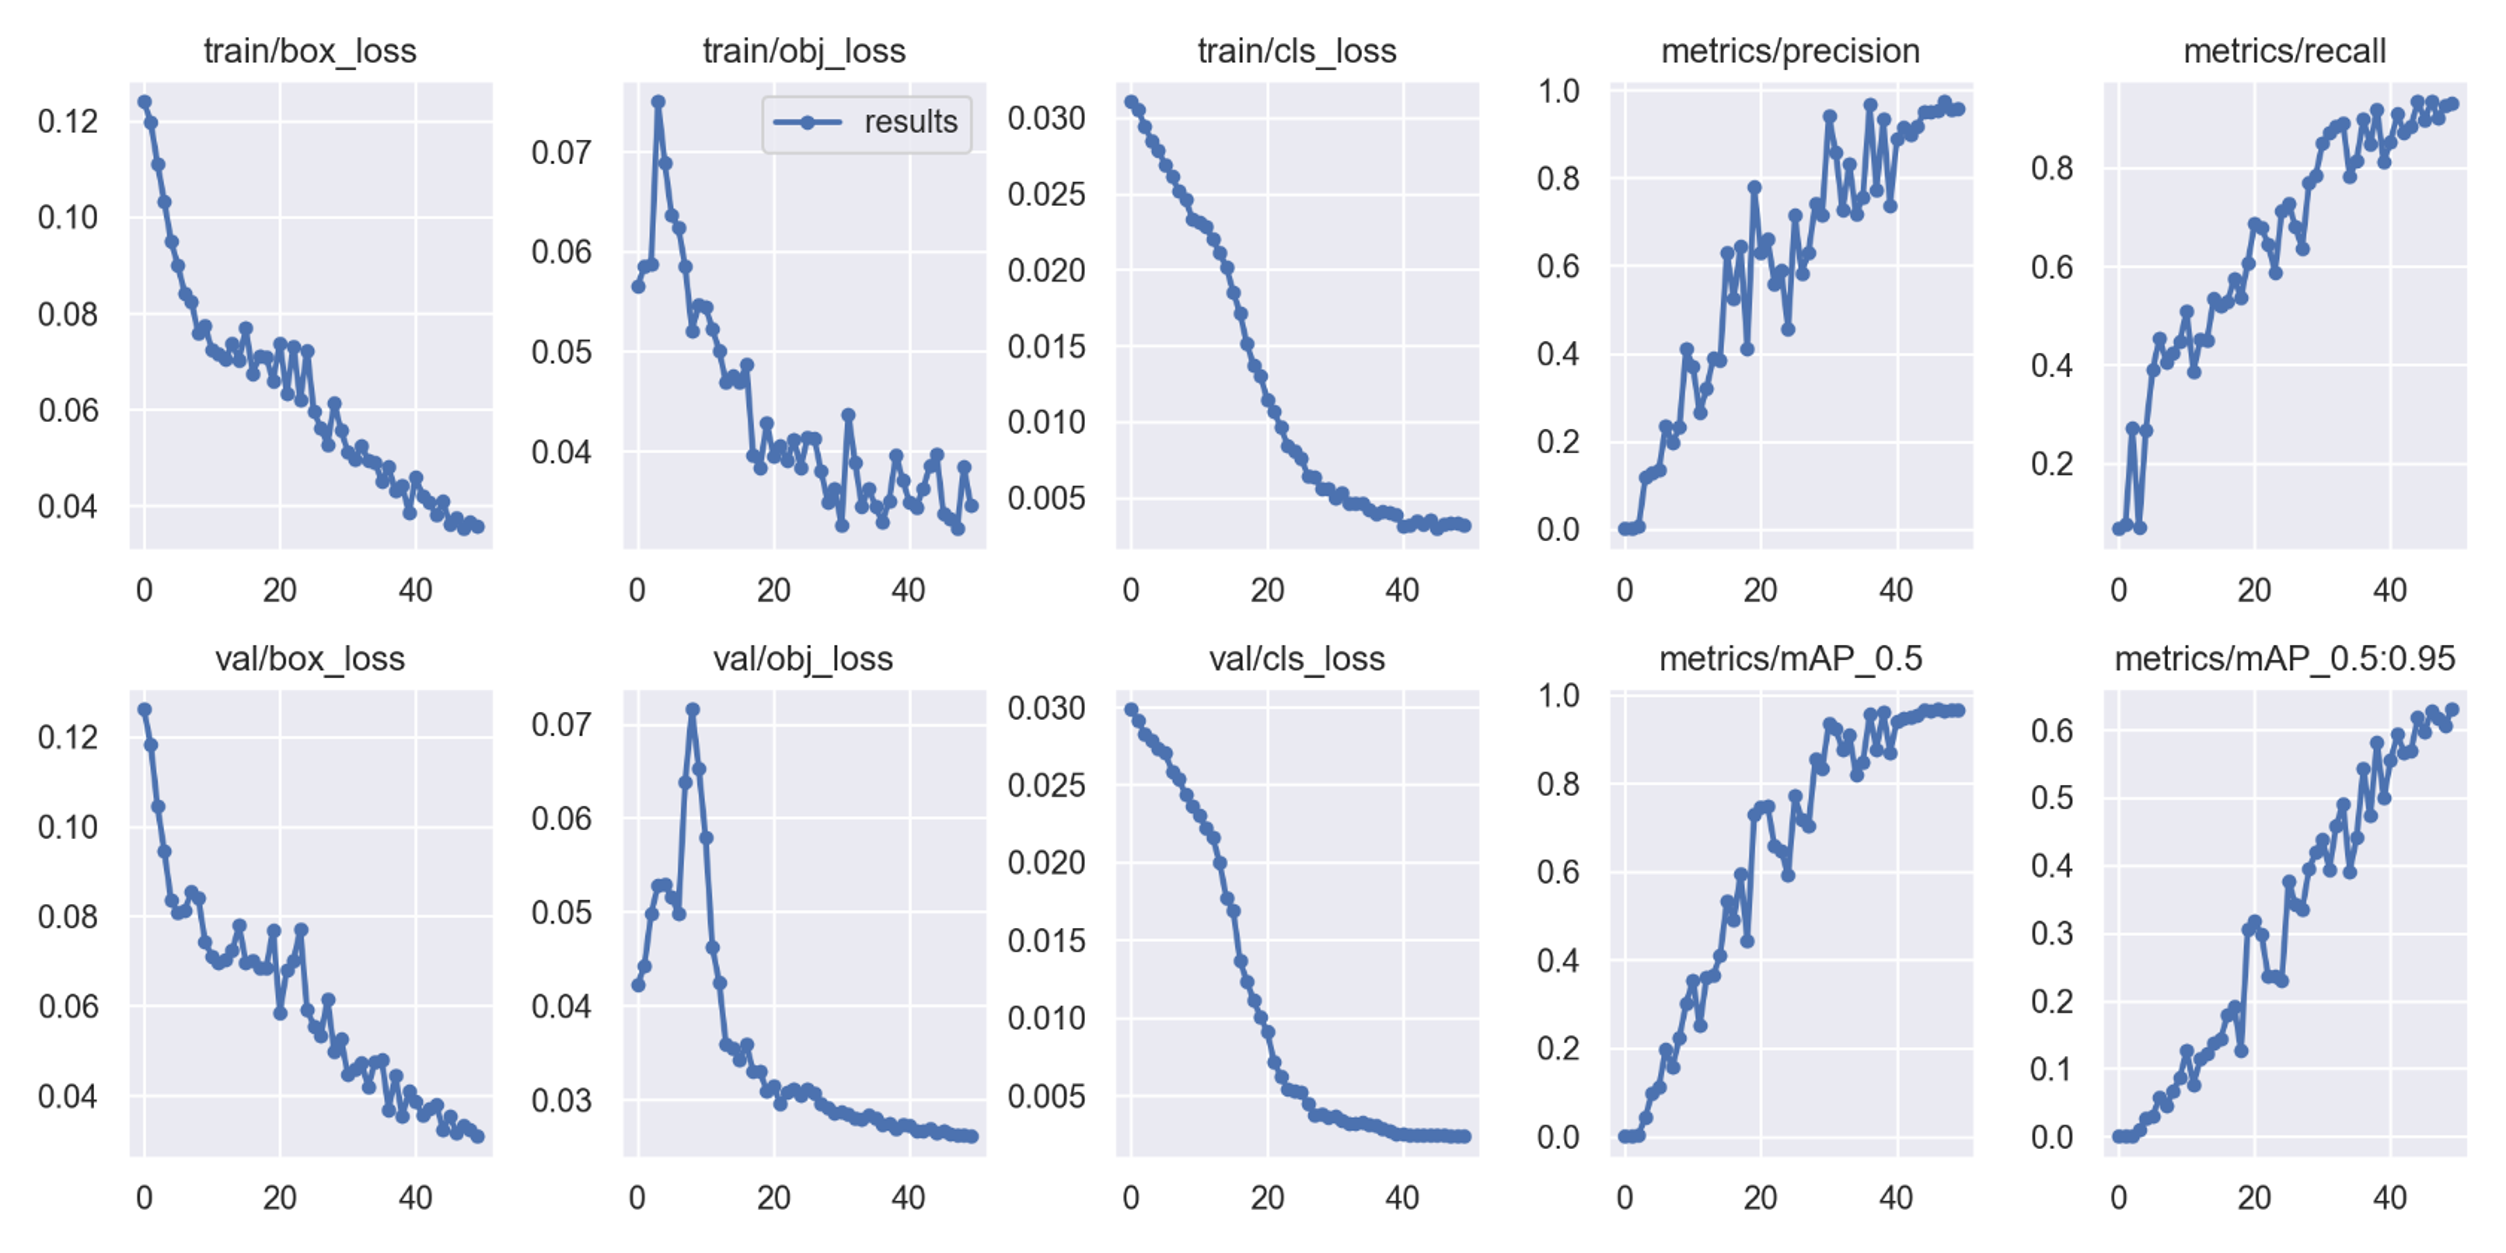 train/box_loss
0.12
0.10
0.08
0.06
0.04
0 20 40
train/obj_loss
results
0.07
0.06
0.05
0.04
0 20 40
train/cls_loss
0.030
0.025
0.020
0.015
0.010
0.005
0 20 40
metrics/precision
1.0
0.8
0.6
0.4
0.2
0.0
0 20 40
metrics/recall
0.8
0.6
0.4
0.2
0 20 40
val/box_loss
0.12
0.10
0.08
0.06
0.04
0 20 40
val/obj_loss
0.07
0.06
0.05
0.04
0.03
0 20 40
val/cls_loss
0.030
0.025
0.020
0.015
0.010
0.005
0 20 40
metrics/mAP_0.5
1.0
0.8
0.6
0.4
0.2
0.0
0 20 40
metrics/mAP_0.5:0.95
0.6
0.5
0.4
0.3
0.2
0.1
0.0
0 20 40